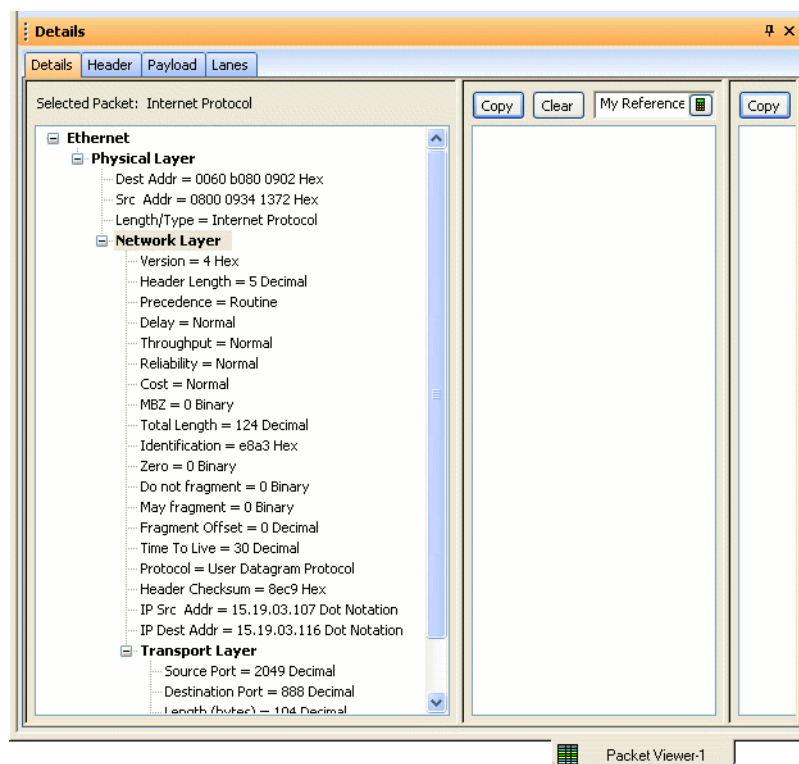 Details
Details Header Payload Lanes
Selected Packet: Internet Protocol
Copy Clear My Reference
Copy
Ethernet
Physical Layer
Dest Addr = 0060 b080 0902 Hex
Src Addr = 0800 0934 1372 Hex
Length/Type = Internet Protocol
Network Layer
Version = 4 Hex
Header Length = 5 Decimal
Precedence = Routine
Delay = Normal
Throughput = Normal
Reliability = Normal
Cost = Normal
MBZ = 0 Binary
Total Length = 124 Decimal
Identification = e8a3 Hex
Zero = 0 Binary
Do not fragment = 0 Binary
May fragment = 0 Binary
Fragment Offset = 0 Decimal
Time To Live = 30 Decimal
Protocol = User Datagram Protocol
Header Checksum = 8ec9 Hex
IP Src Addr = 15.19.03.107 Dot Notation
IP Dest Addr = 15.19.03.116 Dot Notation
Transport Layer
Source Port = 2049 Decimal
Destination Port = 888 Decimal
Length (bytes) = 104 Decimal
Packet Viewer-1